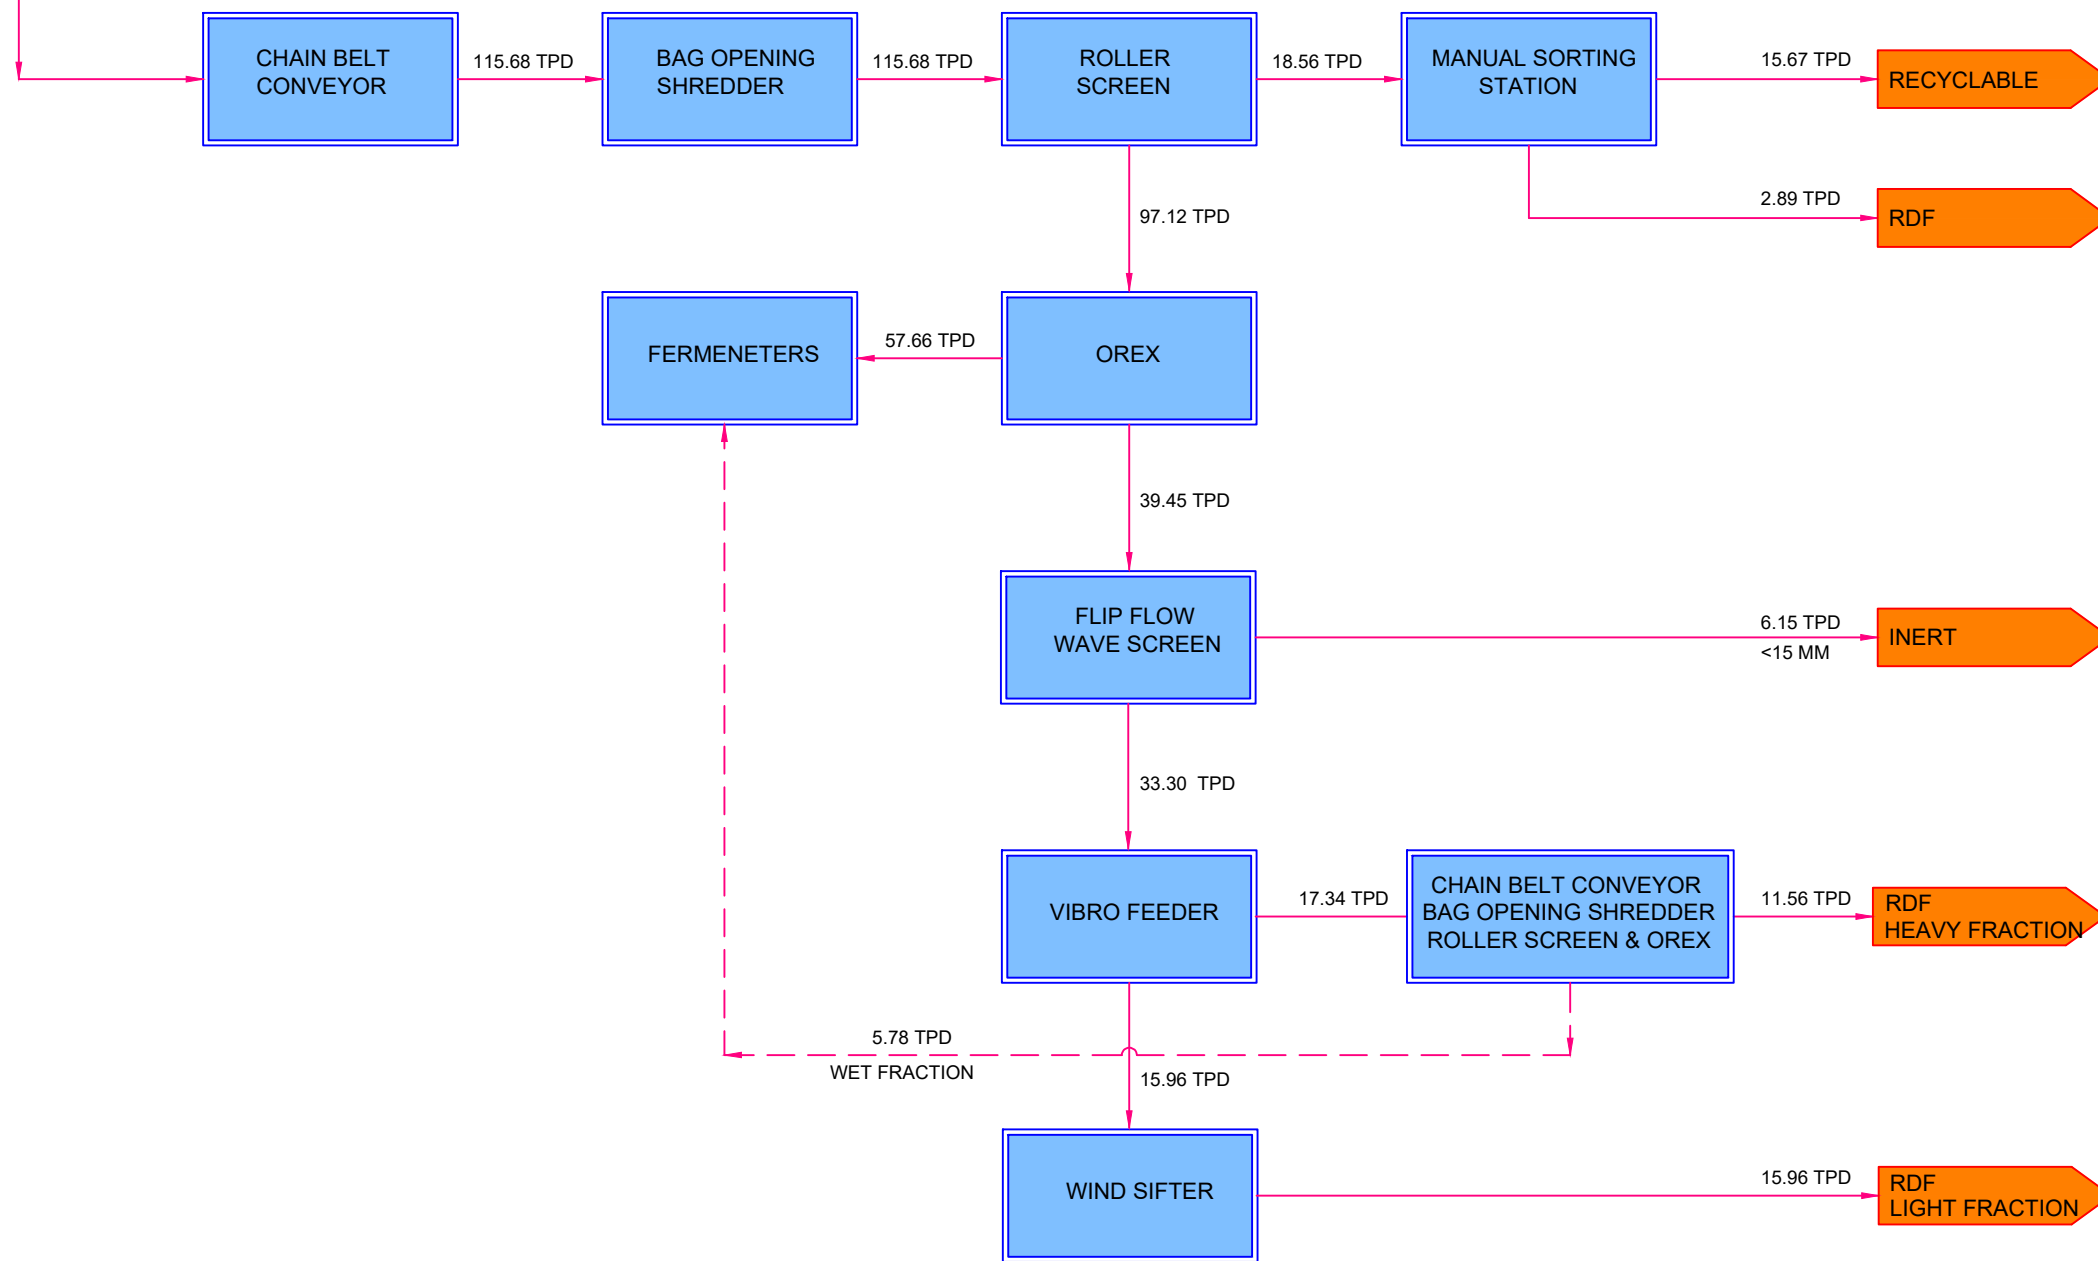 CHAIN BELT
CONVEYOR
115.68 TPD
BAG OPENING
SHREDDER
115.68 TPD
ROLLER
SCREEN
18.56 TPD
MANUAL SORTING
STATION
15.67 TPD
RECYCLABLE
2.89 TPD
RDF
97.12 TPD
FERMENETERS
57.66 TPD
OREX
39.45 TPD
FLIP FLOW
WAVE SCREEN
6.15 TPD
<15 MM
INERT
33.30 TPD
VIBRO FEEDER
17.34 TPD
CHAIN BELT CONVEYOR
BAG OPENING SHREDDER
ROLLER SCREEN & OREX
11.56 TPD
RDF
HEAVY FRACTION
5.78 TPD
WET FRACTION
15.96 TPD
WIND SIFTER
15.96 TPD
RDF
LIGHT FRACTION